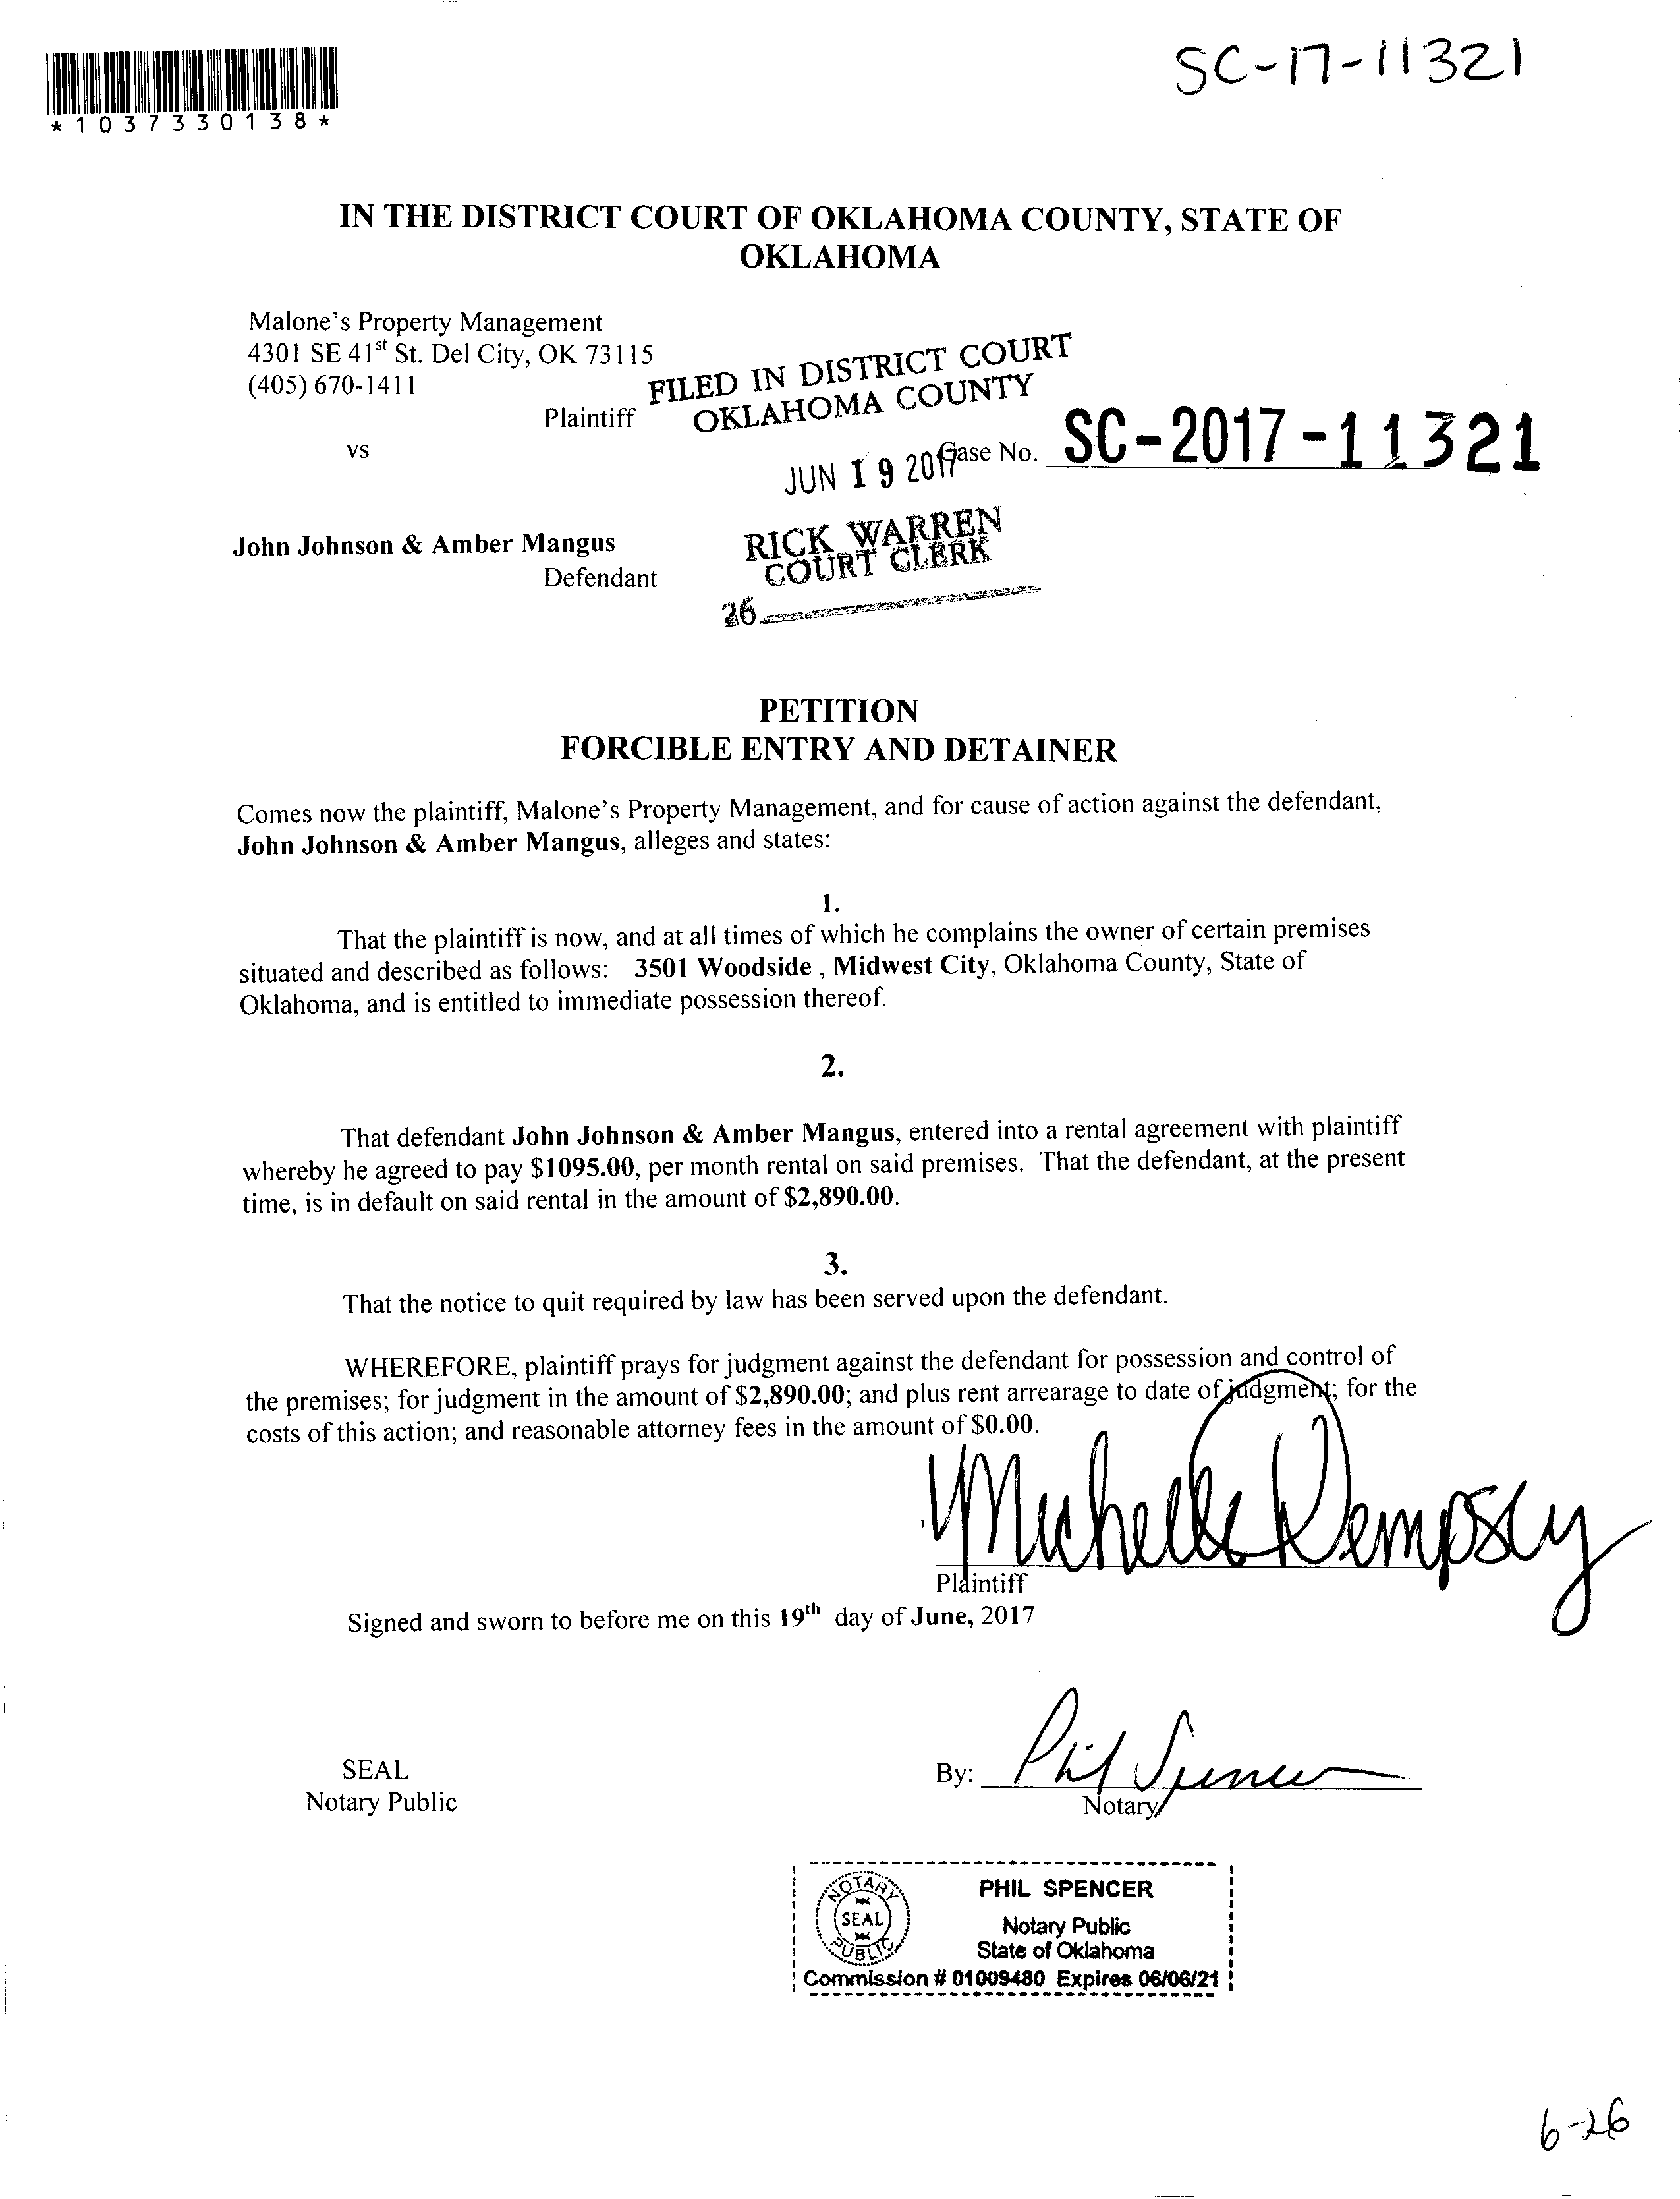 SC-17-11321
*1037330138*
IN THE DISTRICT COURT OF OKLAHOMA COUNTY, STATE OF
OKLAHOMA
Malone's Property Management
4301 SE 41st St. Del City, OK 73115
(405) 670-1411
Plaintiff
vs
FILED IN DISTRICT COURT
OKLAHOMA COUNTY
JUN 19 2017
Case No. SC-2017-11321
RICK WARREN
COURT CLERK
26
John Johnson & Amber Mangus
Defendant
PETITION
FORCIBLE ENTRY AND DETAINER
Comes now the plaintiff, Malone's Property Management, and for cause of action against the defendant,
John Johnson & Amber Mangus, alleges and states:
1.
That the plaintiff is now, and at all times of which he complains the owner of certain premises
situated and described as follows: 3501 Woodside , Midwest City, Oklahoma County, State of
Oklahoma, and is entitled to immediate possession thereof.
2.
That defendant John Johnson & Amber Mangus, entered into a rental agreement with plaintiff
whereby he agreed to pay $1095.00, per month rental on said premises. That the defendant, at the present
time, is in default on said rental in the amount of $2,890.00.
3.
That the notice to quit required by law has been served upon the defendant.
WHEREFORE, plaintiff prays for judgment against the defendant for possession and control of
the premises; for judgment in the amount of $2,890.00; and plus rent arrearage to date of judgment; for the
costs of this action; and reasonable attorney fees in the amount of $0.00.
Michelle Dempsey
Plaintiff
Signed and sworn to before me on this 19th day of June, 2017
SEAL
Notary Public
By: Phil Spencer
Notary
NOTARY
SEAL
PUBLIC
PHIL SPENCER
Notary Public
State of Oklahoma
Commission # 01009480 Expires 06/06/21
6-26